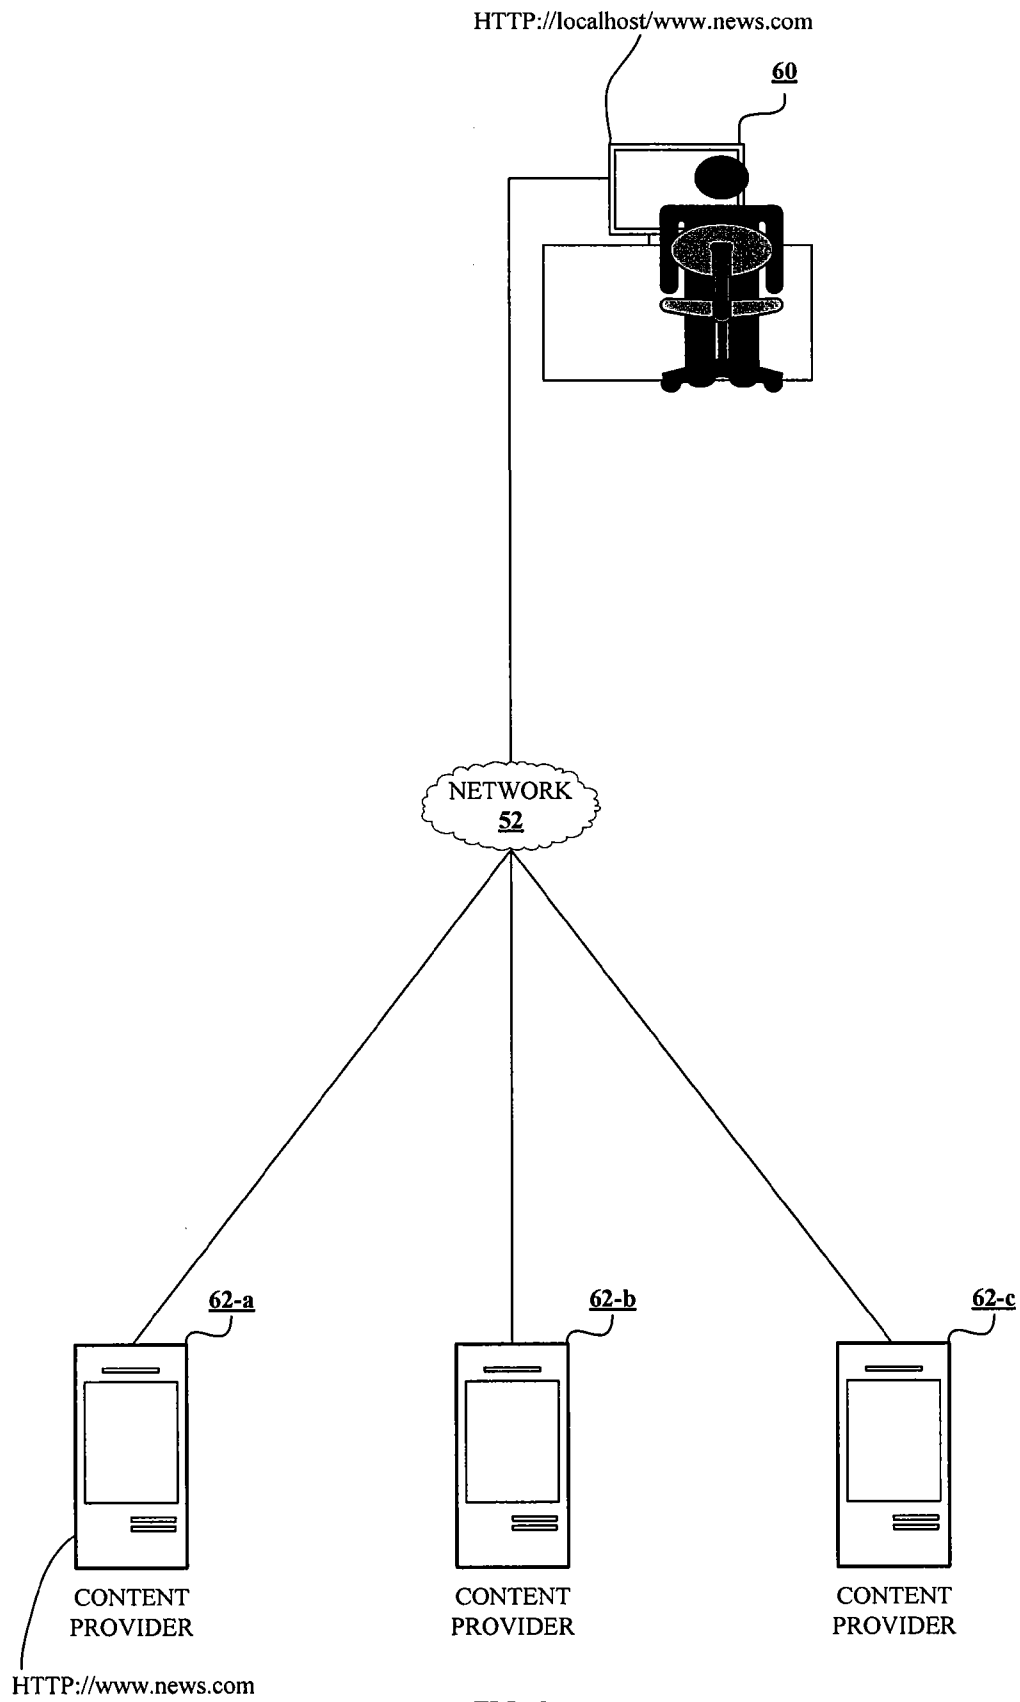 HTTP://localhost/www.news.com
60
NETWORK
52
62-a
62-b
62-c
CONTENT
PROVIDER
CONTENT
PROVIDER
CONTENT
PROVIDER
HTTP://www.news.com